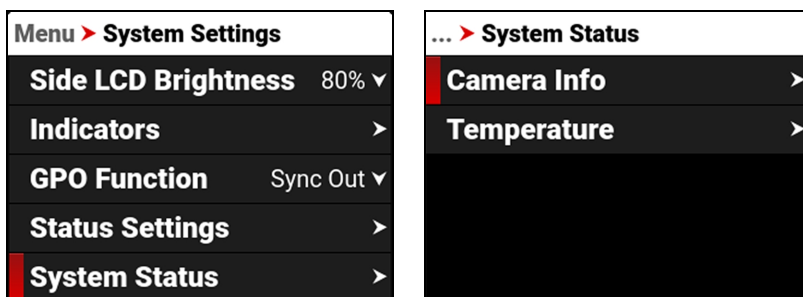 Menu > System Settings
Side LCD Brightness 80%
Indicators
GPO Function Sync Out
Status Settings
System Status
... > System Status
Camera Info
Temperature